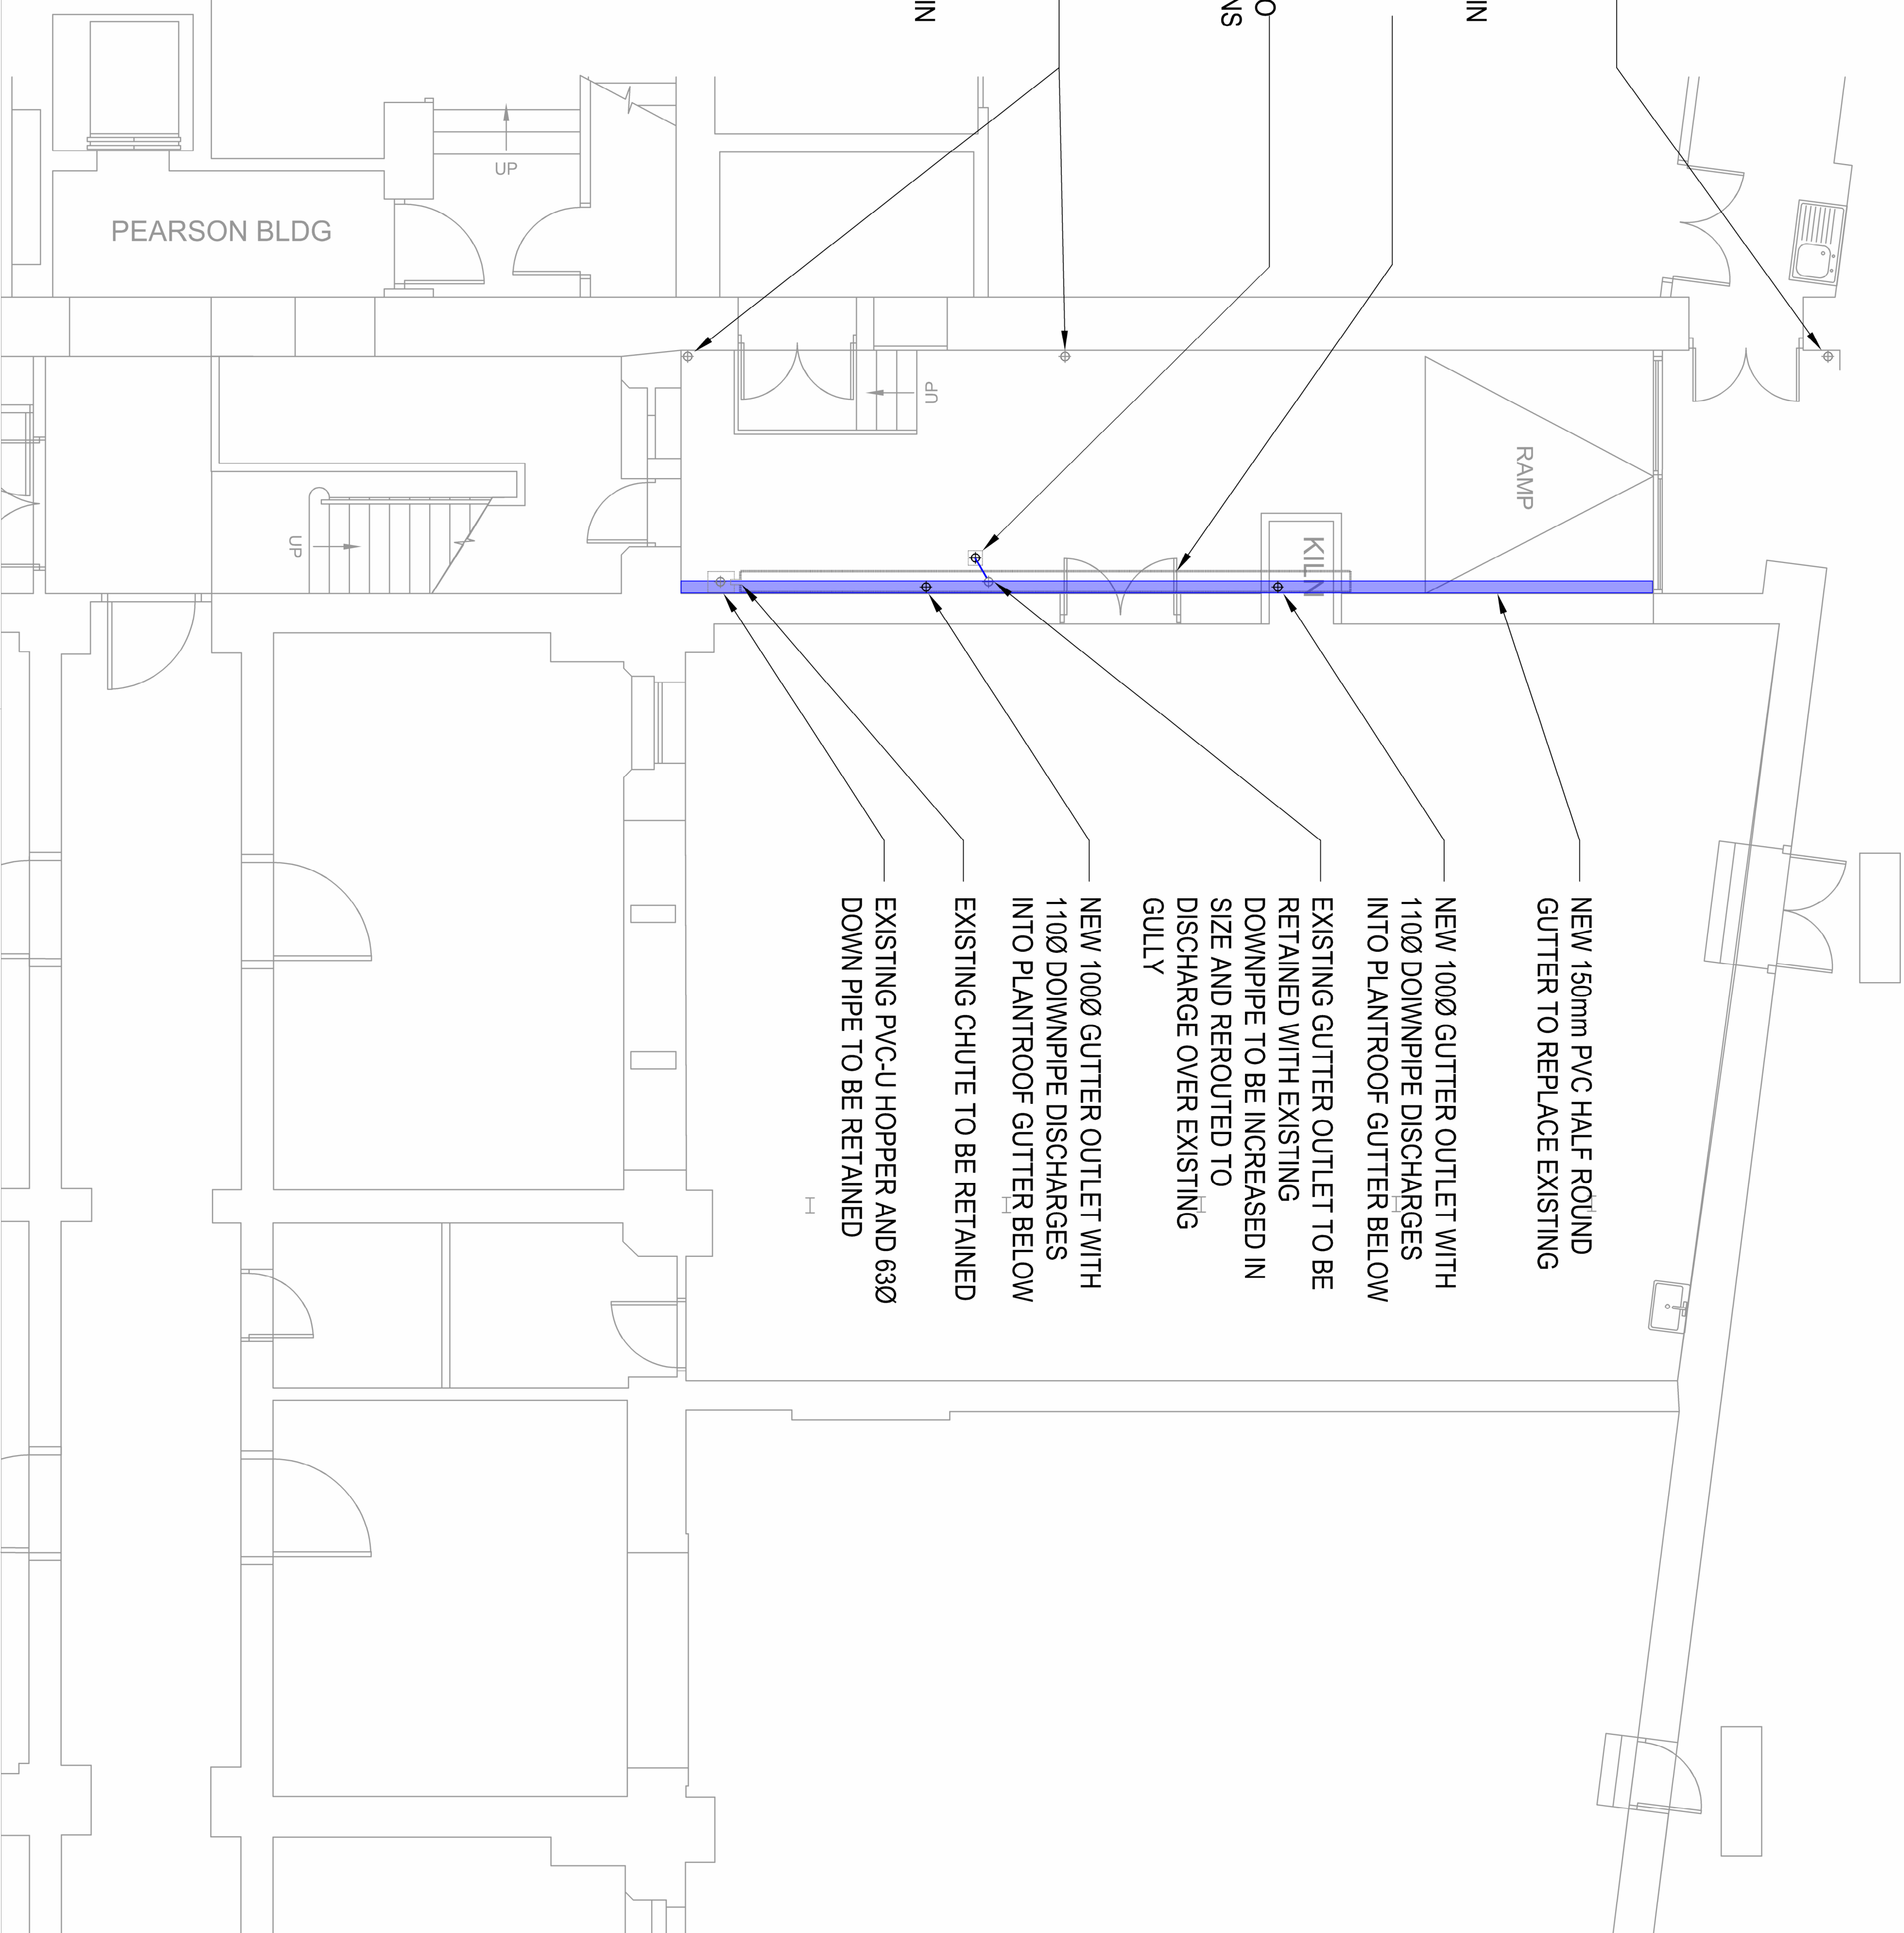 IN
O
NS
IN
UP
PEARSON BLDG
UP
UP
RAMP
KILN
NEW 150mm PVC HALF ROUND
GUTTER TO REPLACE EXISTING
NEW 100Ø GUTTER OUTLET WITH
110Ø DOIWNPIPE DISCHARGES
INTO PLANTROOF GUTTER BELOW
EXISTING GUTTER OUTLET TO BE
RETAINED WITH EXISTING
DOWNPIPE TO BE INCREASED IN
SIZE AND REROUTED TO
DISCHARGE OVER EXISTING
GULLY
NEW 100Ø GUTTER OUTLET WITH
110Ø DOIWNPIPE DISCHARGES
INTO PLANTROOF GUTTER BELOW
EXISTING CHUTE TO BE RETAINED
EXISTING PVC-U HOPPER AND 63Ø
DOWN PIPE TO BE RETAINED